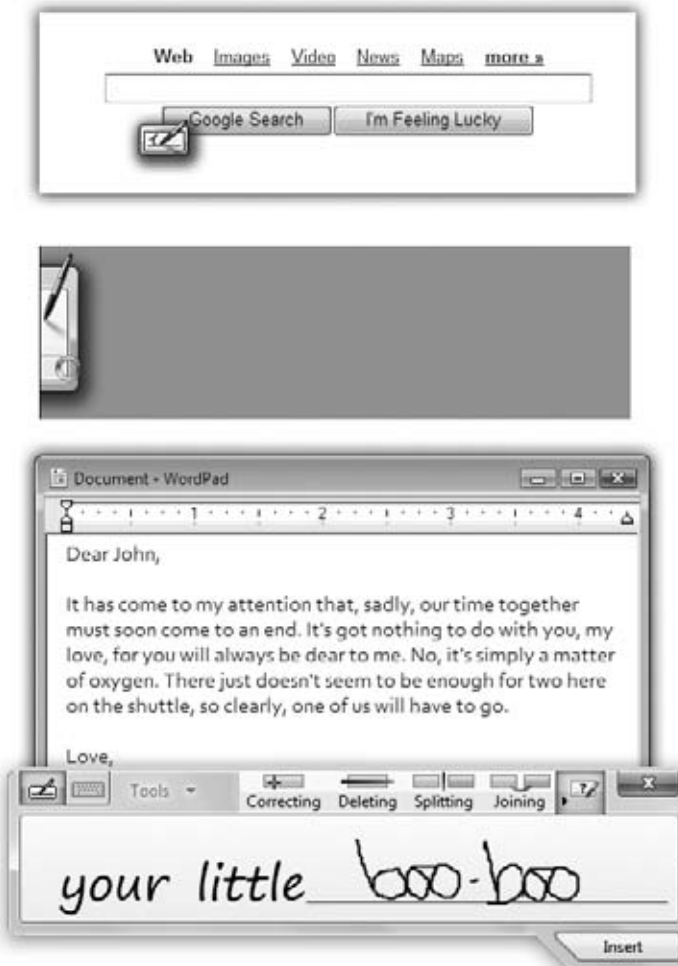 Web Images Video News Maps more »
Google Search I'm Feeling Lucky
Document - WordPad
1 2 3 4
Dear John,
It has come to my attention that, sadly, our time together
must soon come to an end. It's got nothing to do with you, my
love, for you will always be dear to me. No, it's simply a matter
of oxygen. There just doesn't seem to be enough for two here
on the shuttle, so clearly, one of us will have to go.
Love,
Tools
Correcting Deleting Splitting Joining
your little boo-boo
Insert